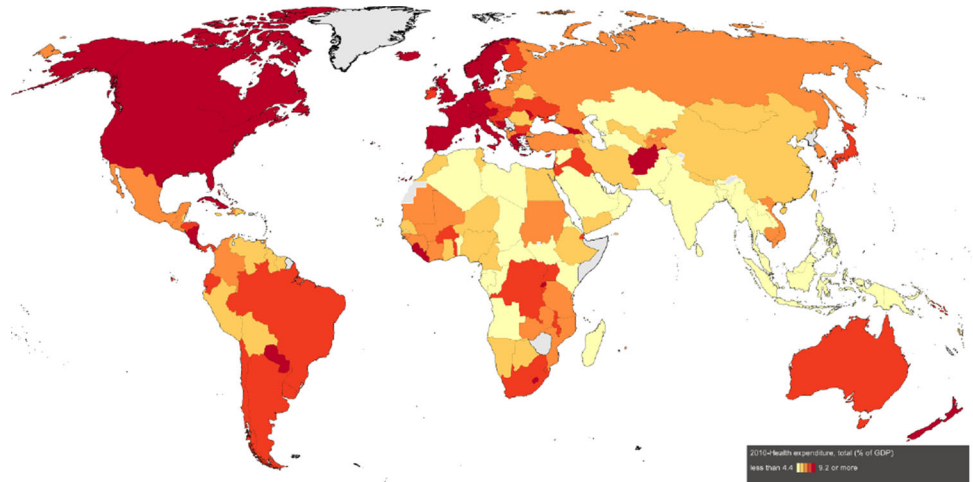 2010-Health expenditure, total (% of GDP)
less than 4.4 9.2 or more